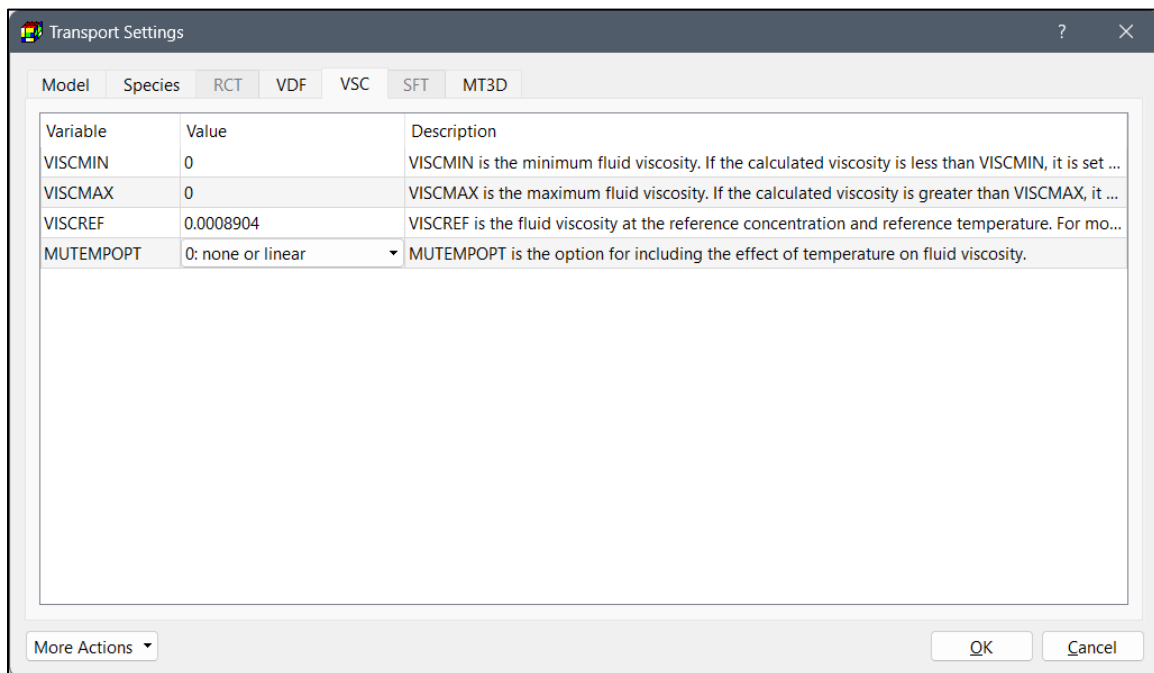 Transport Settings ?
Model Species RCT VDF VSC SFT MT3D
Variable Value Description
VISCMIN 0 VISCMIN is the minimum fluid viscosity. If the calculated viscosity is less than VISCMIN, it is set ...
VISCMAX 0 VISCMAX is the maximum fluid viscosity. If the calculated viscosity is greater than VISCMAX, it ...
VISCREF 0.0008904 VISCREF is the fluid viscosity at the reference concentration and reference temperature. For mo...
MUTEMPOPT 0: none or linear MUTEMPOPT is the option for including the effect of temperature on fluid viscosity.
More Actions OK Cancel